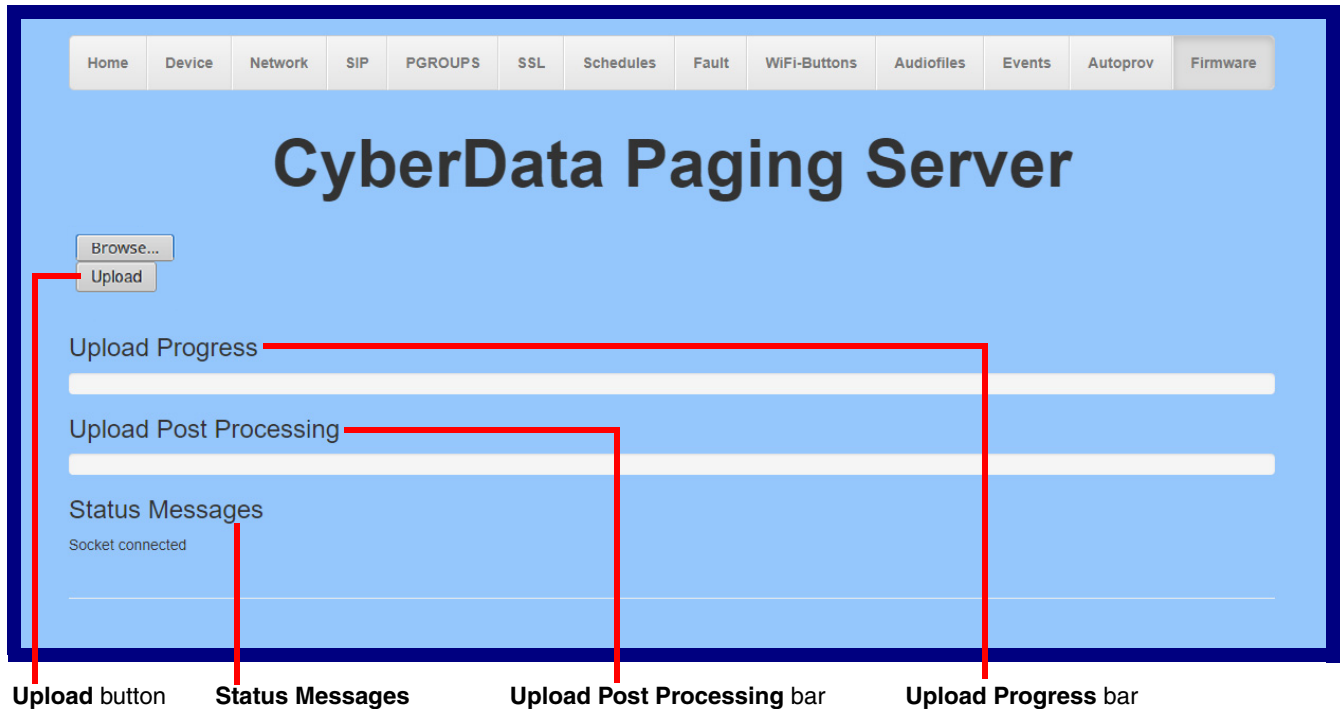 Home Device Network SIP PGROUPS SSL Schedules Fault WiFi-Buttons Audiofiles Events Autoprov Firmware
CyberData Paging Server
Browse...
Upload
Upload Progress
Upload Post Processing
Status Messages
Socket connected
Upload button Status Messages Upload Post Processing bar Upload Progress bar